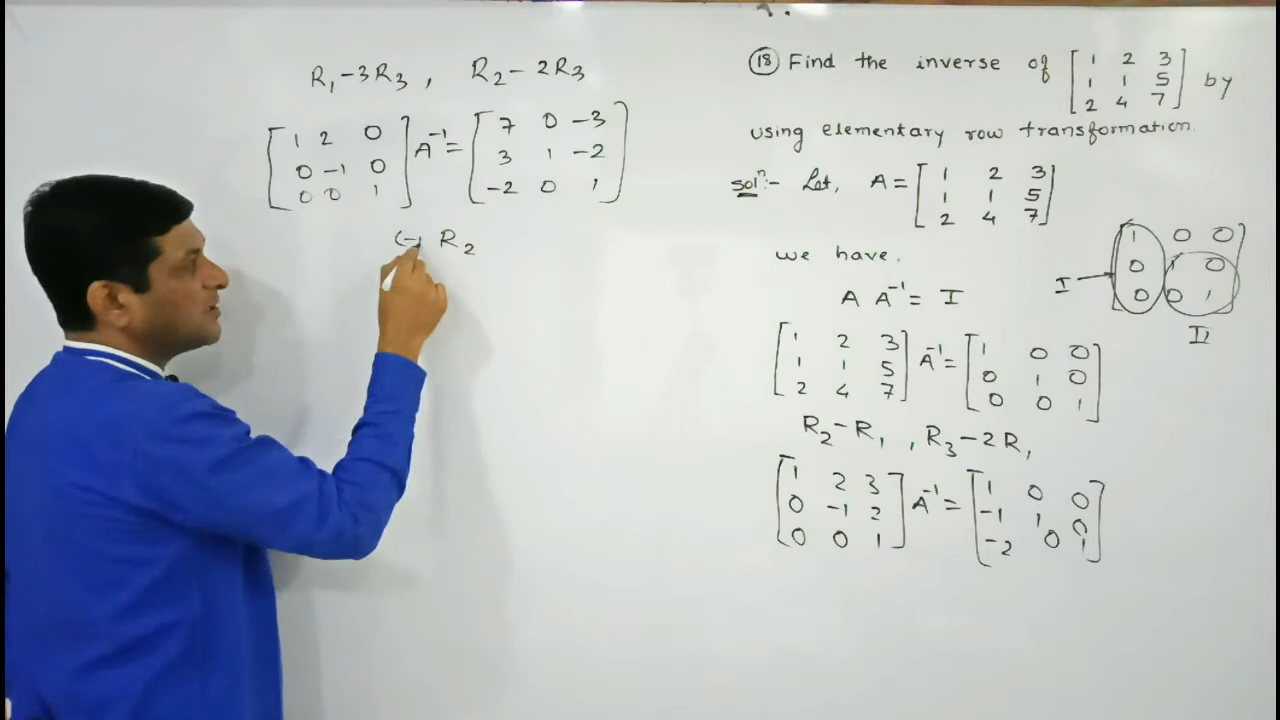 R₁-3R₃ , R₂-2R₃
[1 2 0; 0 -1 0; 0 0 1] A⁻¹ = [7 0 -3; 3 1 -2; -2 0 1]
(-) R₂
(18) Find the inverse of [1 2 3; 1 1 5; 2 4 7] by
using elementary row transformation.
Solⁿ:- Let, A = [1 2 3; 1 1 5; 2 4 7]
we have,
A A⁻¹ = I
[1 2 3; 1 1 5; 2 4 7] A⁻¹ = [1 0 0; 0 1 0; 0 0 1]
R₂-R₁ , R₃-2R₁
[1 2 3; 0 -1 2; 0 0 1] A⁻¹ = [1 0 0; -1 1 0; -2 0 1]
I → [1 0 0; 0 1 0; 0 0 1]
II